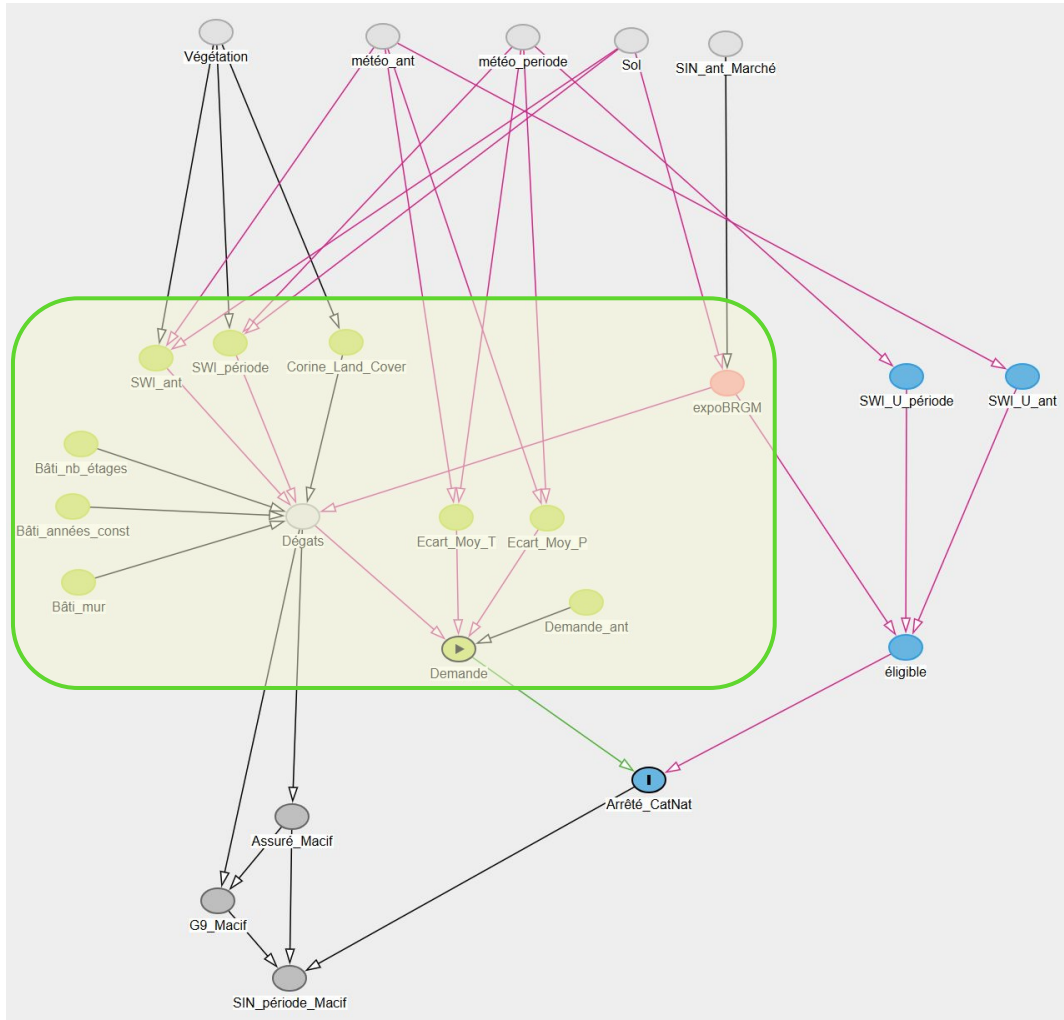 Végétation
météo_ant
météo_periode
Sol
SIN_ant_Marché
SWI_ant
SWI_période
Corine_Land_Cover
expoBRGM
SWI_U_période
SWI_U_ant
Bâti_nb_étages
Bâti_années_const
Dégats
Ecart_Moy_T
Ecart_Moy_P
Bâti_mur
Demande_ant
Demande
éligible
Arrêté_CatNat
Assuré_Macif
G9_Macif
SIN_période_Macif